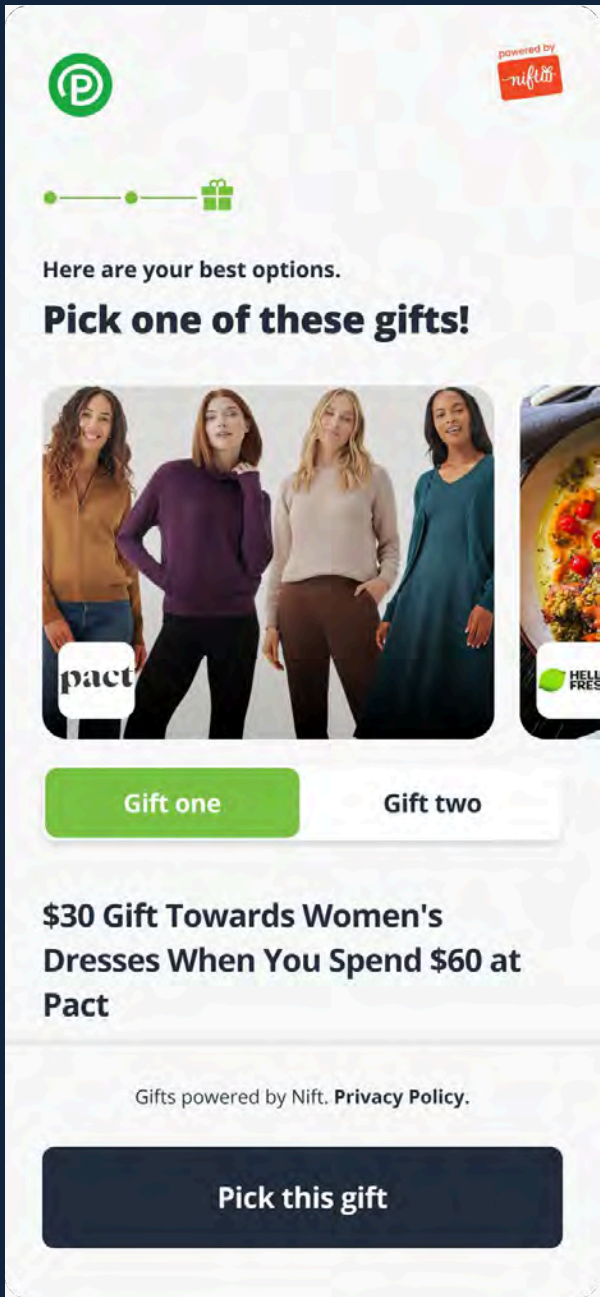 P
powered by
nift
Here are your best options.
Pick one of these gifts!
pact
HELL
FRES
Gift one
Gift two
$30 Gift Towards Women's
Dresses When You Spend $60 at
Pact
Gifts powered by Nift. Privacy Policy.
Pick this gift